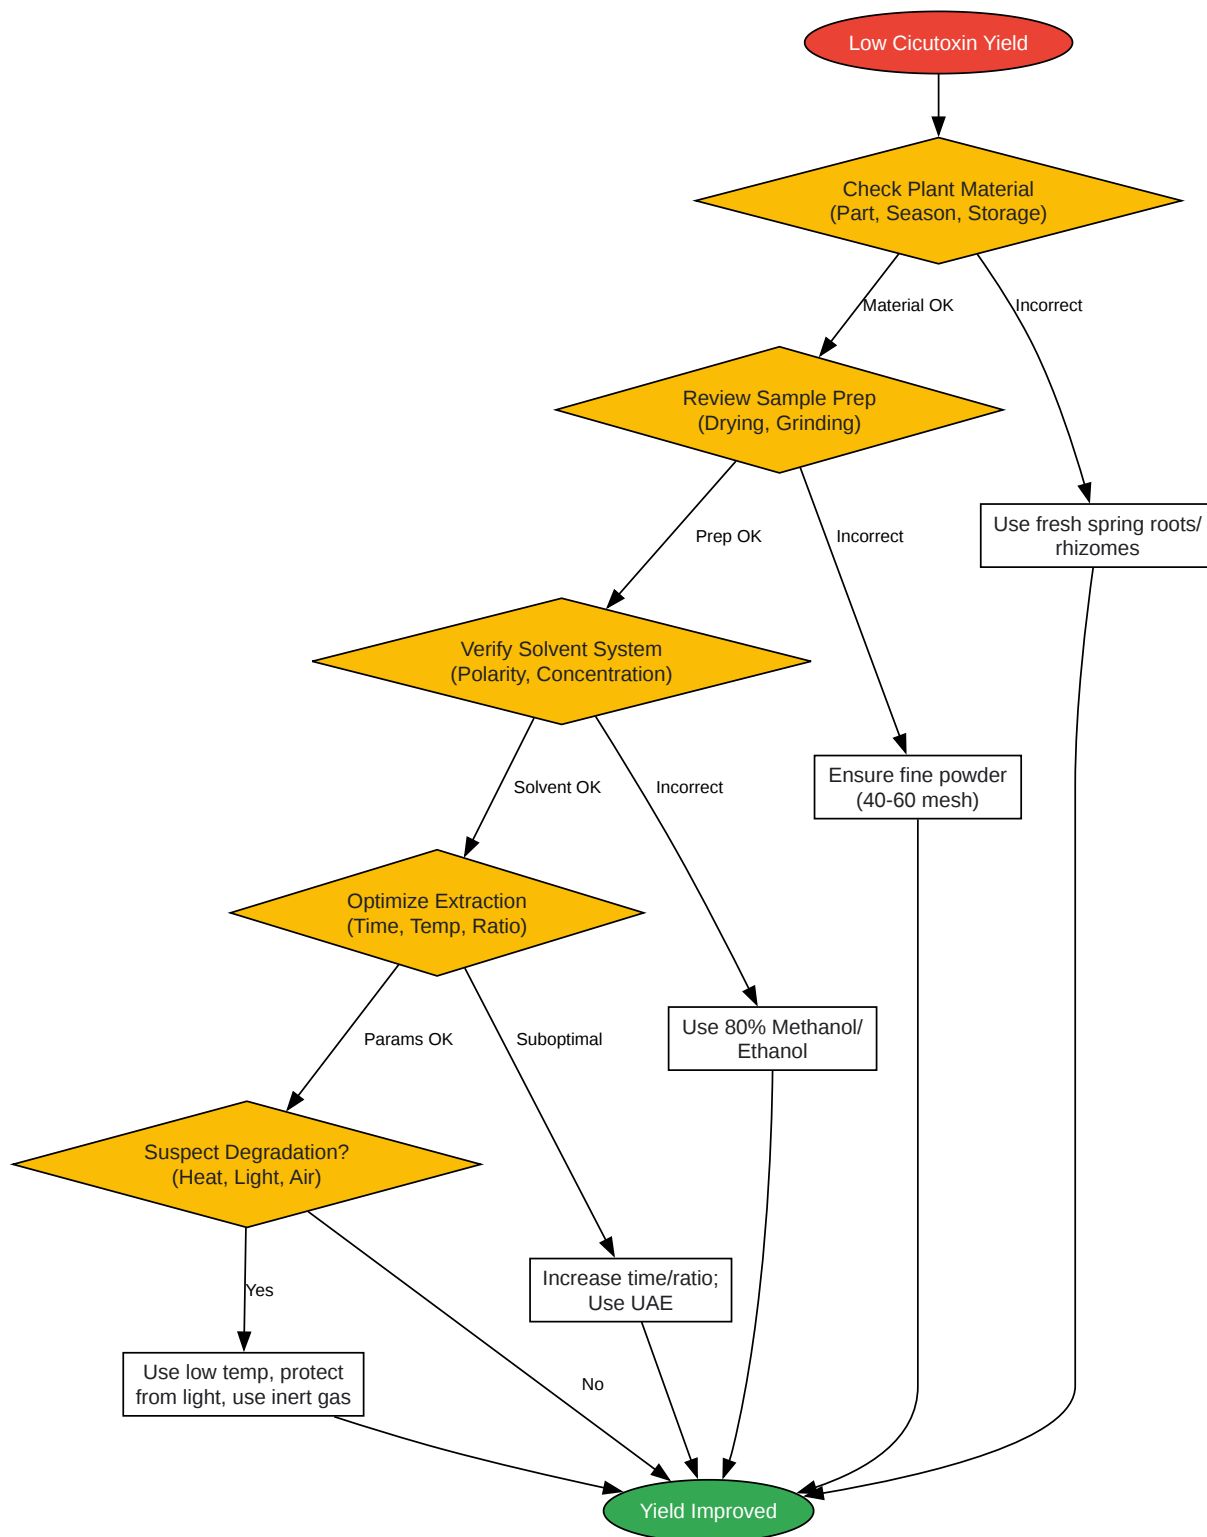 Low Cicutoxin Yield
Check Plant Material
(Part, Season, Storage)
Material OK
Incorrect
Review Sample Prep
(Drying, Grinding)
Use fresh spring roots/
rhizomes
Prep OK
Incorrect
Verify Solvent System
(Polarity, Concentration)
Ensure fine powder
(40-60 mesh)
Solvent OK
Incorrect
Optimize Extraction
(Time, Temp, Ratio)
Use 80% Methanol/
Ethanol
Params OK
Suboptimal
Suspect Degradation?
(Heat, Light, Air)
Increase time/ratio;
Use UAE
Yes
Use low temp, protect
from light, use inert gas
No
Yield Improved